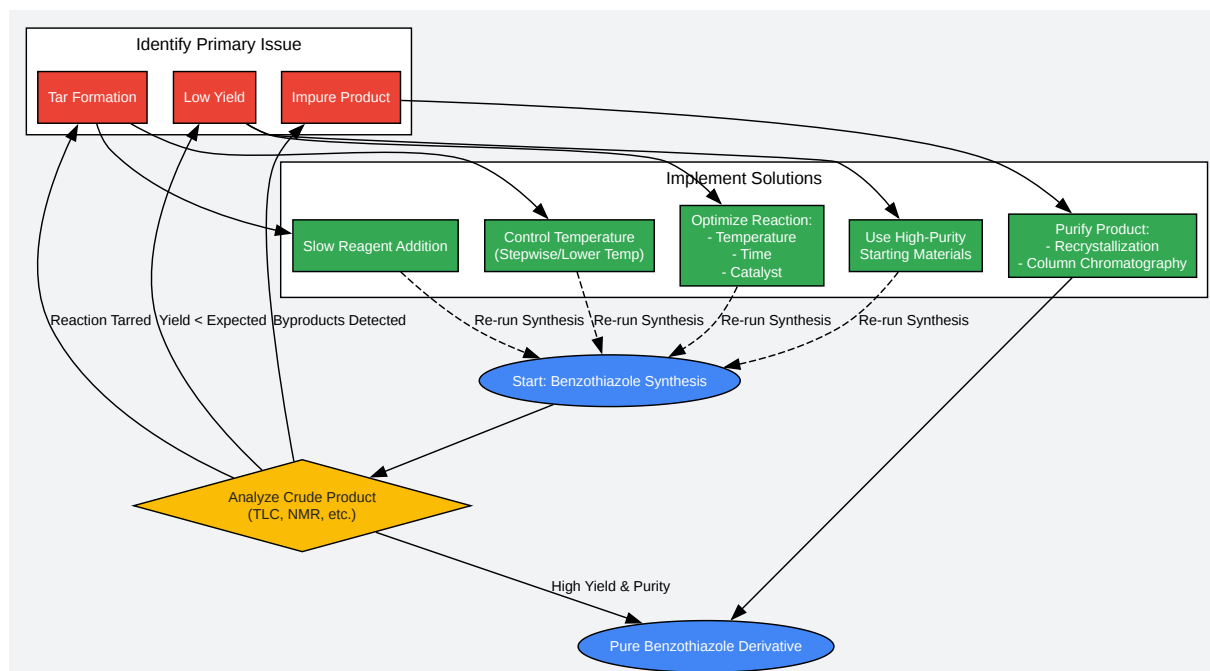 Identify Primary Issue
Tar Formation
Low Yield
Impure Product
Implement Solutions
Slow Reagent Addition
Control Temperature
(Stepwise/Lower Temp)
Optimize Reaction:
- Temperature
- Time
- Catalyst
Use High-Purity
Starting Materials
Purify Product:
- Recrystallization
- Column Chromatography
Reaction Tarred
Yield < Expected
Byproducts Detected
Re-run Synthesis
Re-run Synthesis
Re-run Synthesis
Re-run Synthesis
Start: Benzothiazole Synthesis
Analyze Crude Product
(TLC, NMR, etc.)
High Yield & Purity
Pure Benzothiazole Derivative